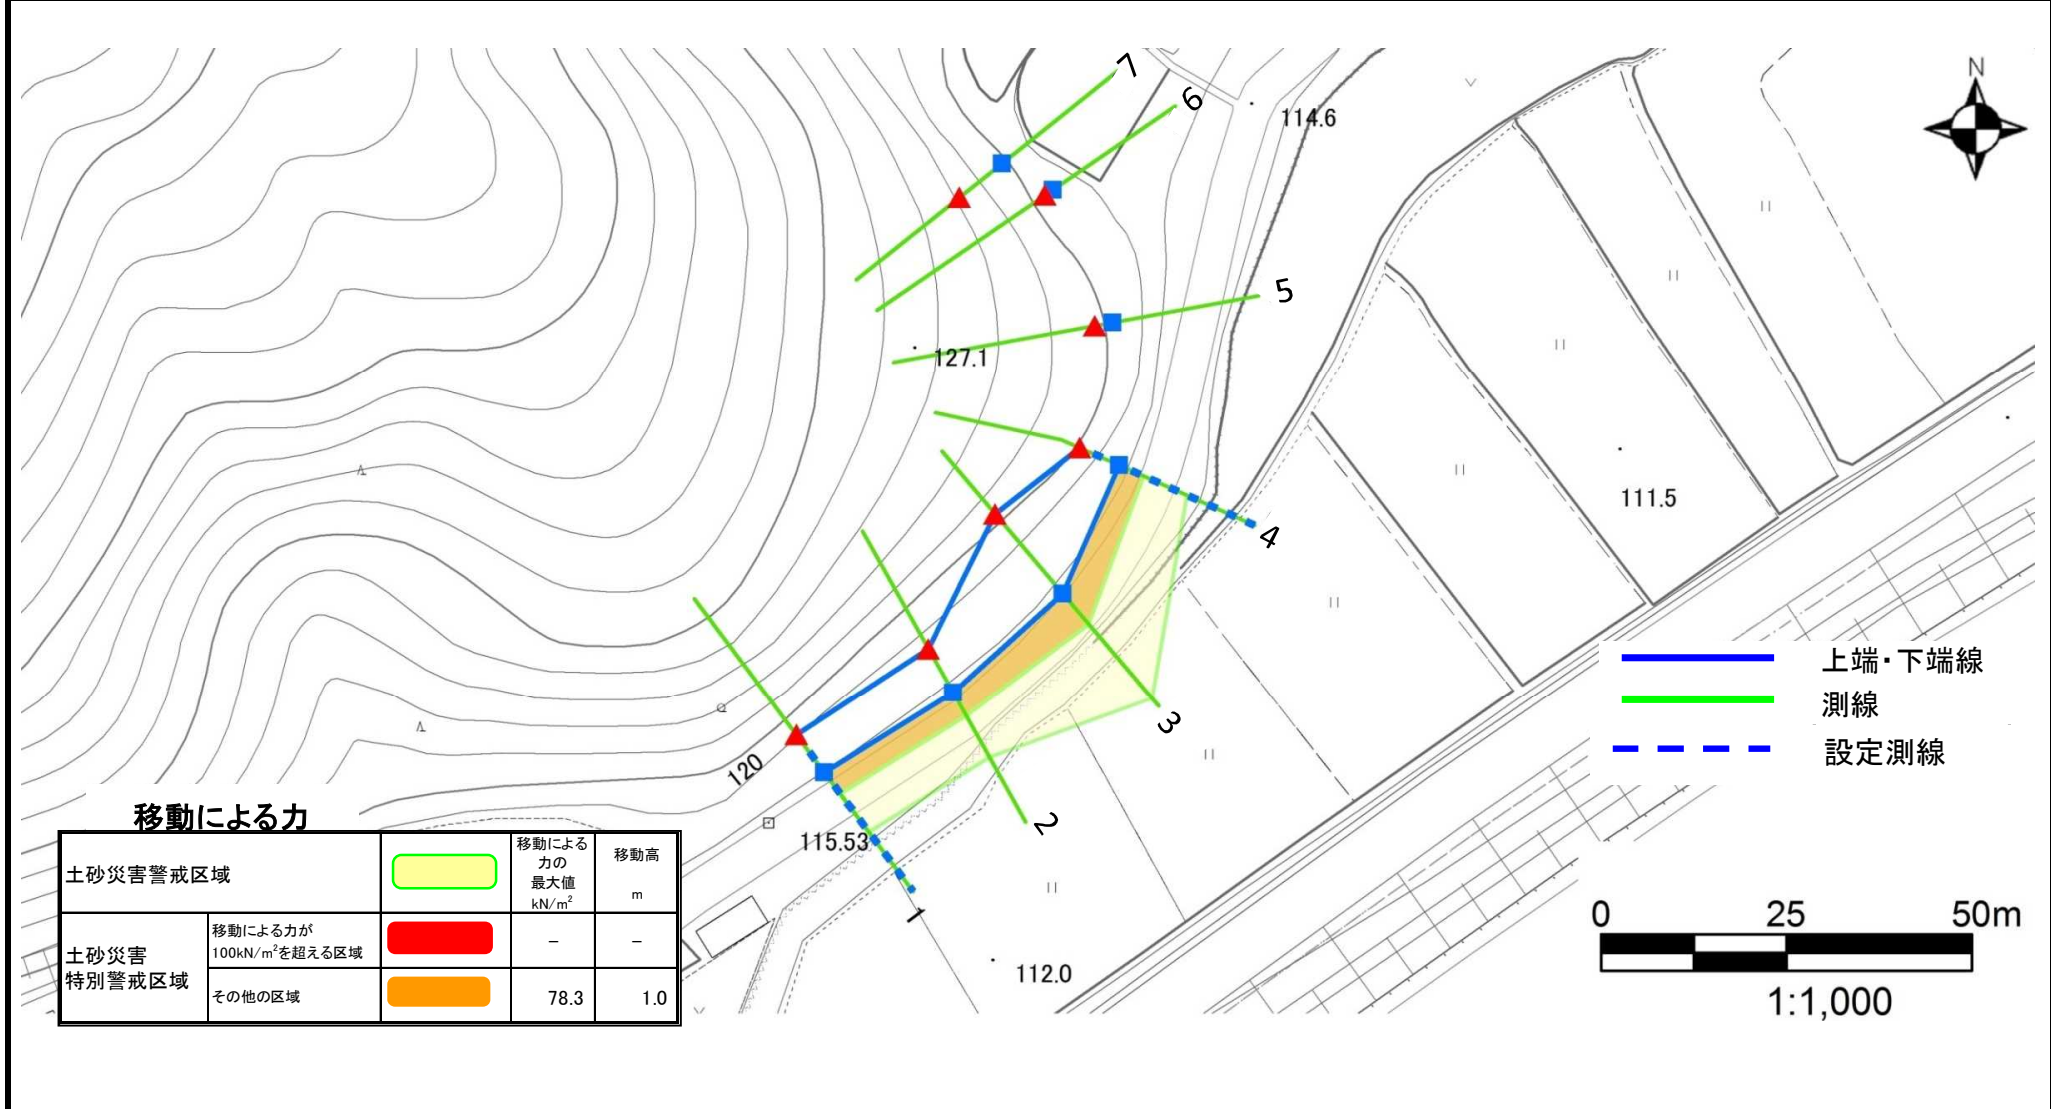 7
6
N
114.6
5
127.1
111.5
4
上端・下端線
3
測線
設定測線
120
2
115.53
1
112.0
移動による力
土砂災害警戒区域
移動による
力の
最大値
kN/m²
移動高
m
土砂災害
特別警戒区域
移動による力が
100kN/m²を超える区域
−
−
その他の区域
78.3
1.0
0 25 50m
1:1,000